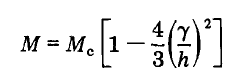 M = M_c [1 − 4/3 (γ/h)^2]